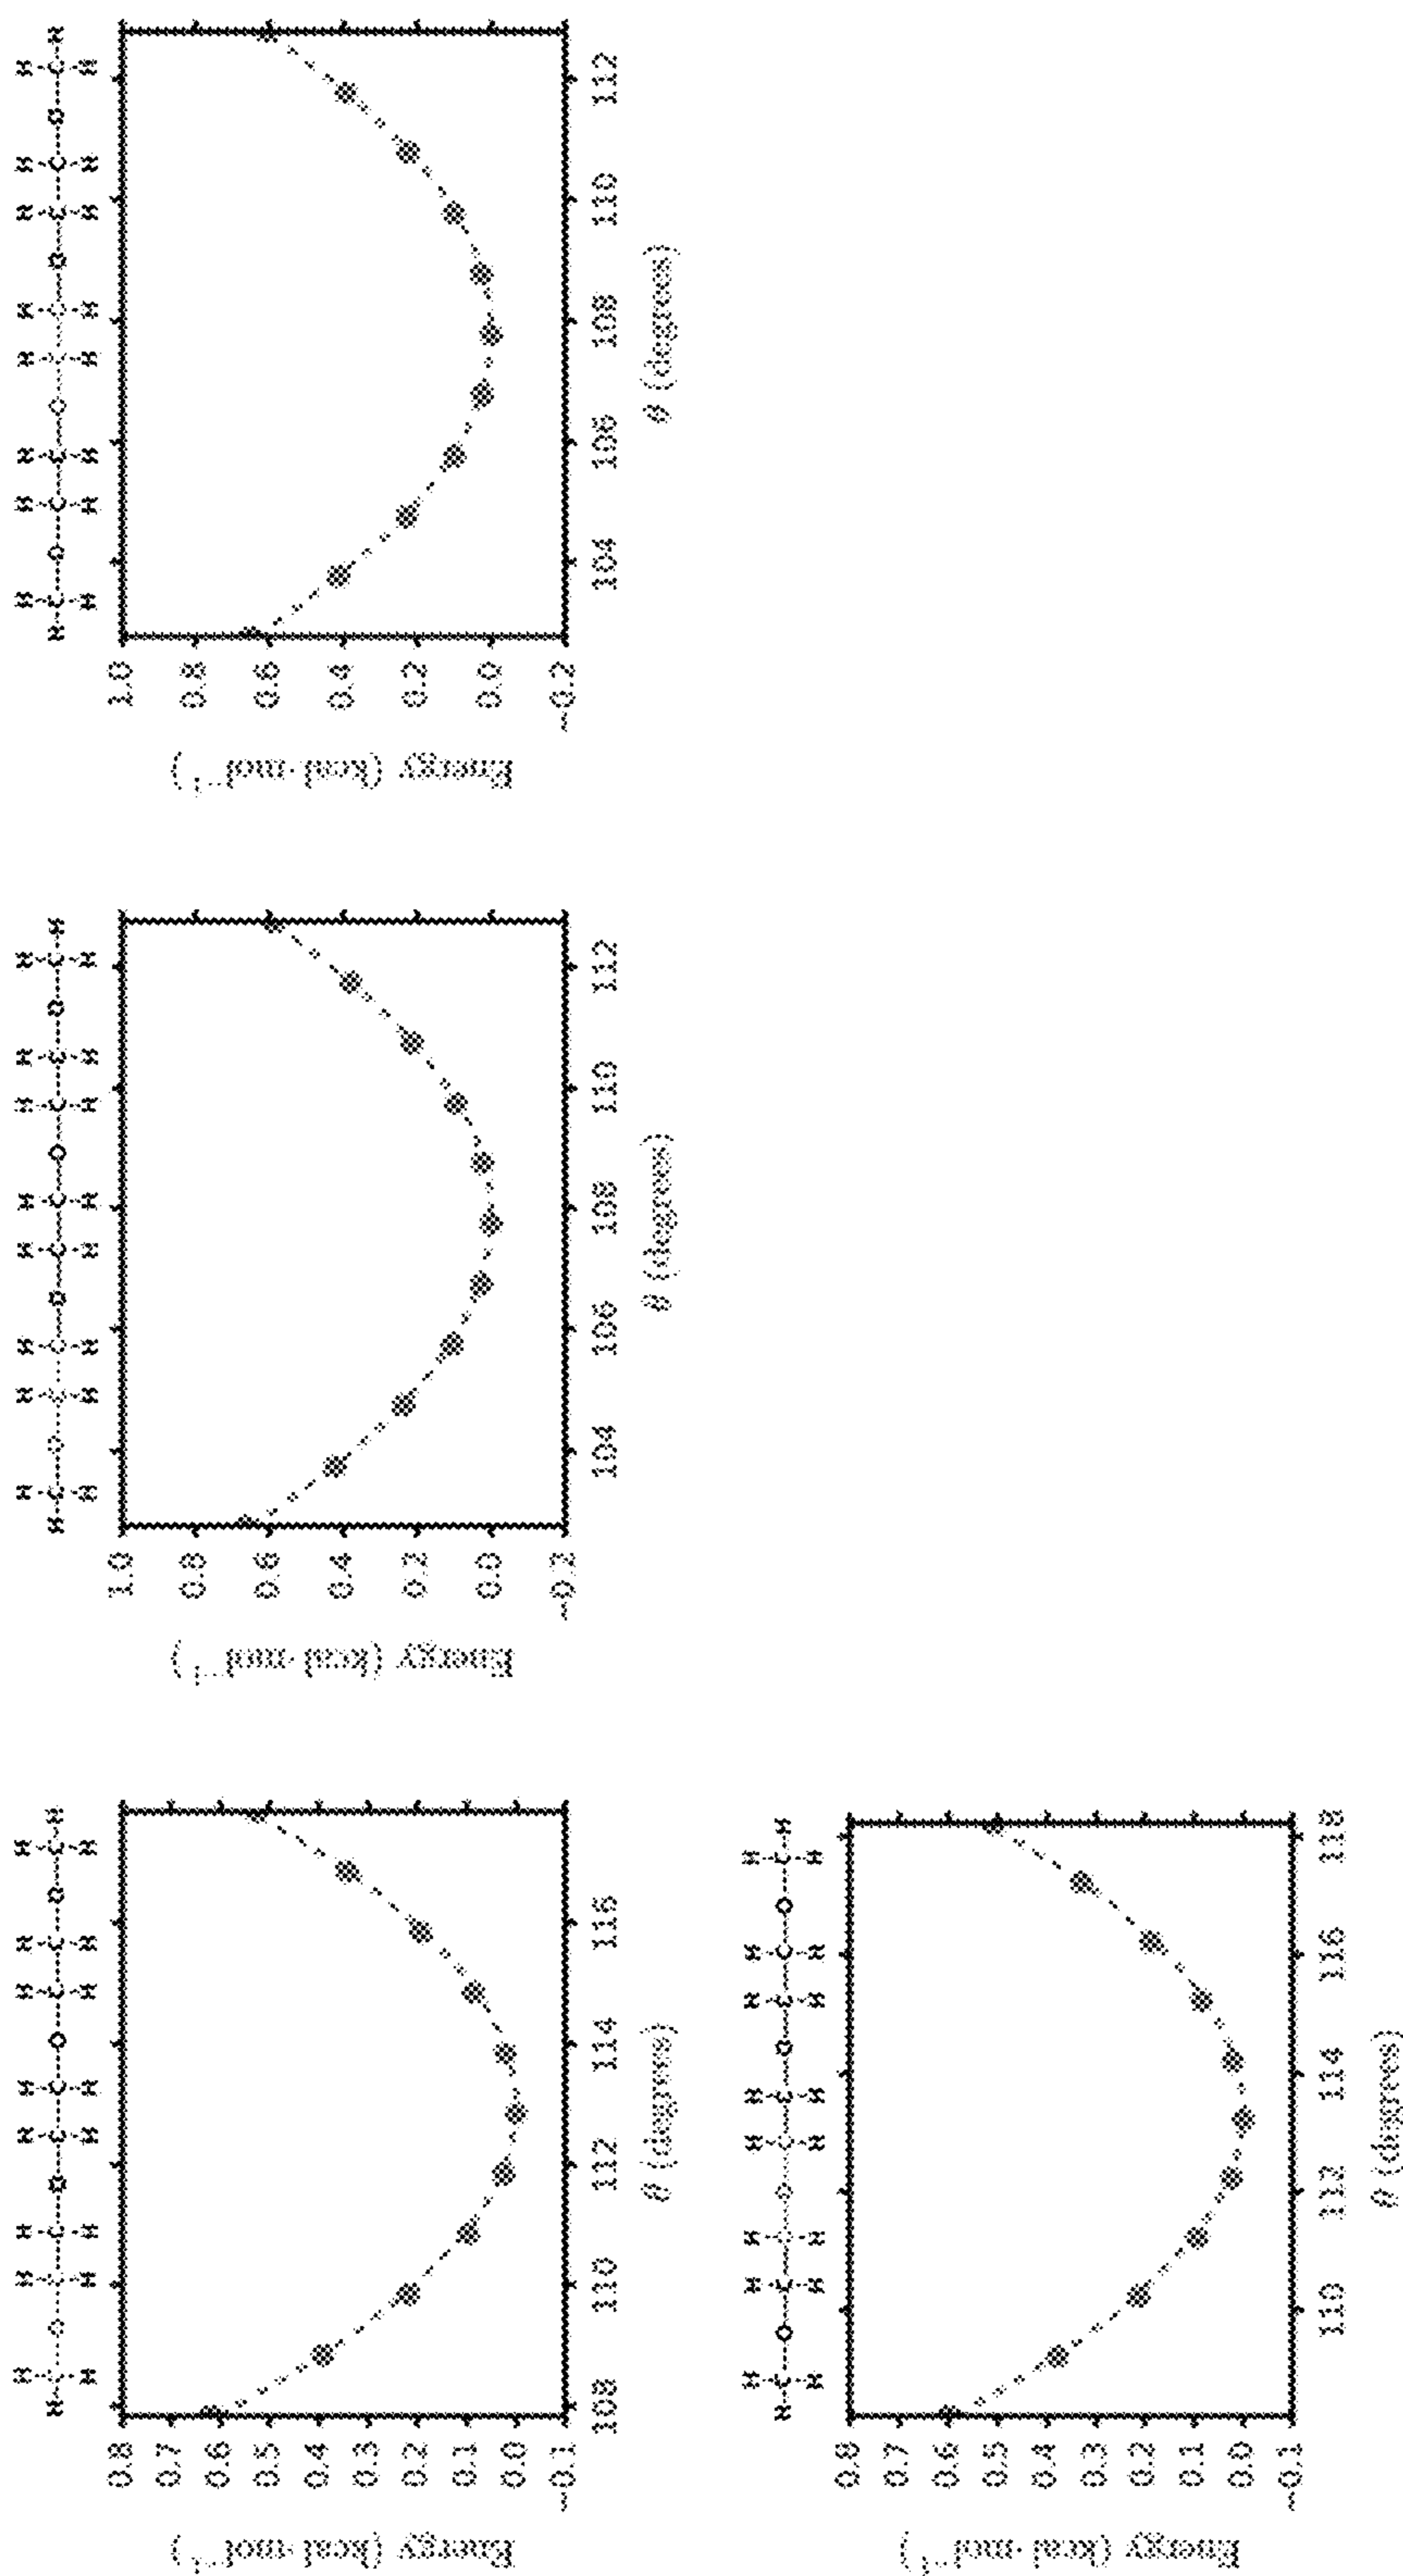 H H H H H H H H
H C O C C O C C O C C O C H
H H H H H H H H
Energy (kcal·mol⁻¹)
0.8
0.7
0.6
0.5
0.4
0.3
0.2
0.1
0.0
−0.1
108 110 112 114 116
θ (degrees)
H H H H H H H H
H C O C C O C C O C C O C H
H H H H H H H H
Energy (kcal·mol⁻¹)
1.0
0.8
0.6
0.4
0.2
0.0
−0.2
104 106 108 110 112
θ (degrees)
H H H H H H H H
H C O C C O C C O C C O C H
H H H H H H H H
Energy (kcal·mol⁻¹)
1.0
0.8
0.6
0.4
0.2
0.0
−0.2
104 106 108 110 112
θ (degrees)
H H H H H H H H
H C O C C O C C O C C O C H
H H H H H H H H
Energy (kcal·mol⁻¹)
0.8
0.7
0.6
0.5
0.4
0.3
0.2
0.1
0.0
−0.1
110 112 114 116 118
θ (degrees)